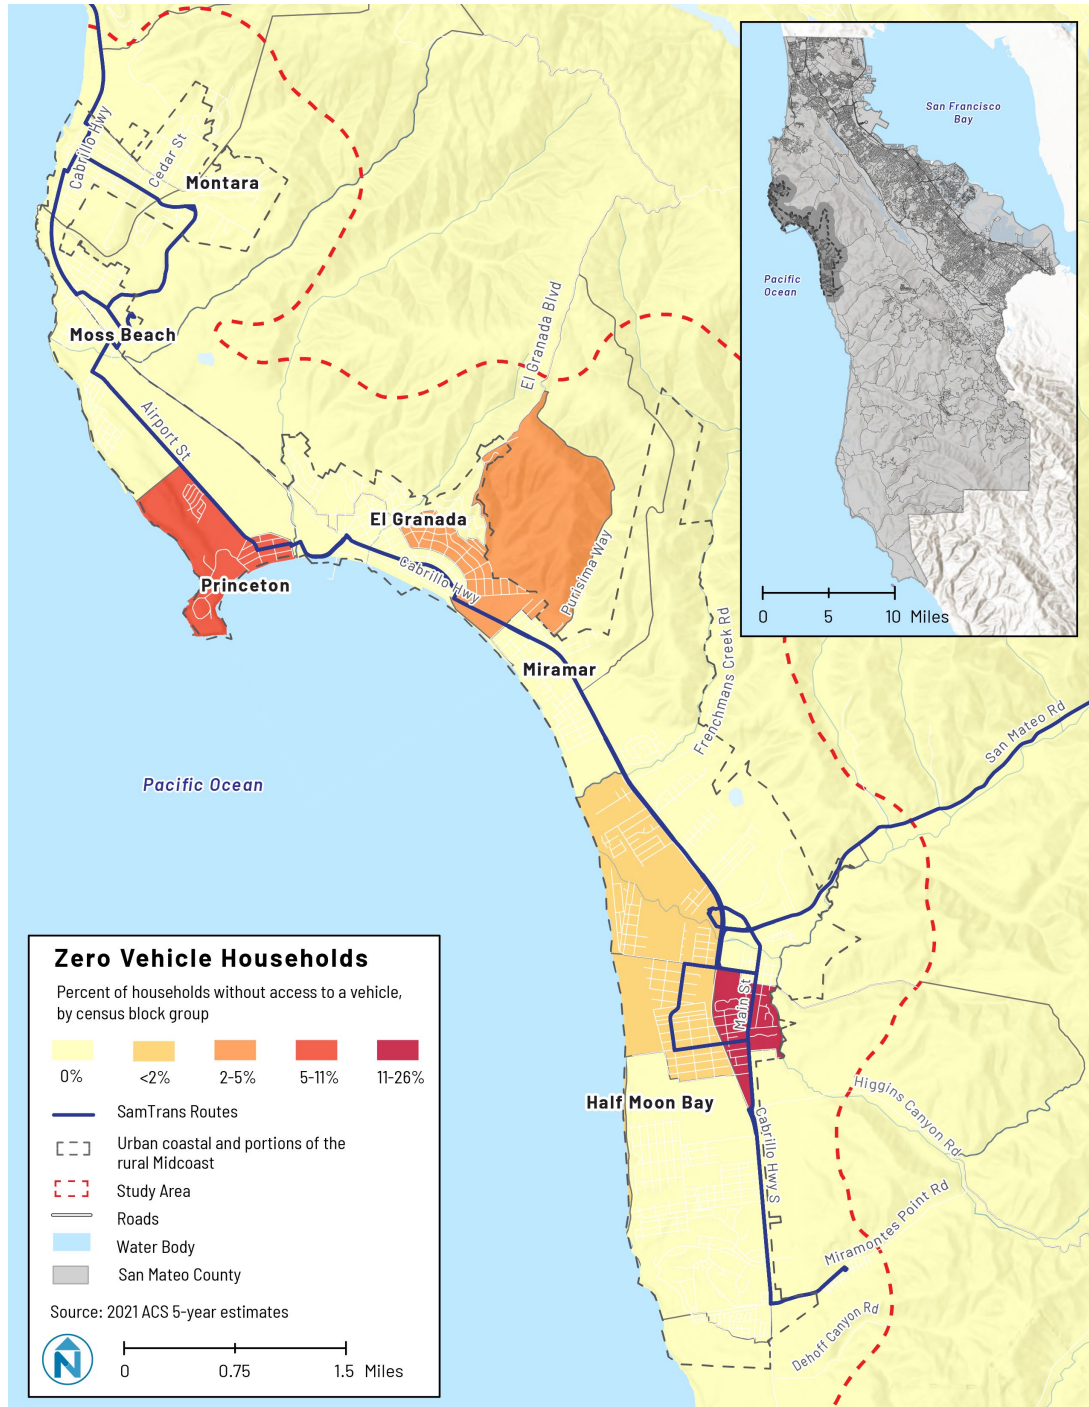 Cabrillo Hwy
Cedar St
Montara
Moss Beach
Airport St
El Granada Blvd
El Granada
Cabrillo Hwy
Princeton
Purisima Way
Miramar
Frenchmans Creek Rd
San Mateo Rd
Pacific Ocean
Main St
Half Moon Bay
Cabrillo Hwy S
Higgins Canyon Rd
Miramontes Point Rd
Dehoff Canyon Rd
San Francisco
Bay
Pacific
Ocean
0 5 10 Miles
Zero Vehicle Households
Percent of households without access to a vehicle,
by census block group
0% <2% 2-5% 5-11% 11-26%
SamTrans Routes
Urban coastal and portions of the
rural Midcoast
Study Area
Roads
Water Body
San Mateo County
Source: 2021 ACS 5-year estimates
N
0 0.75 1.5 Miles